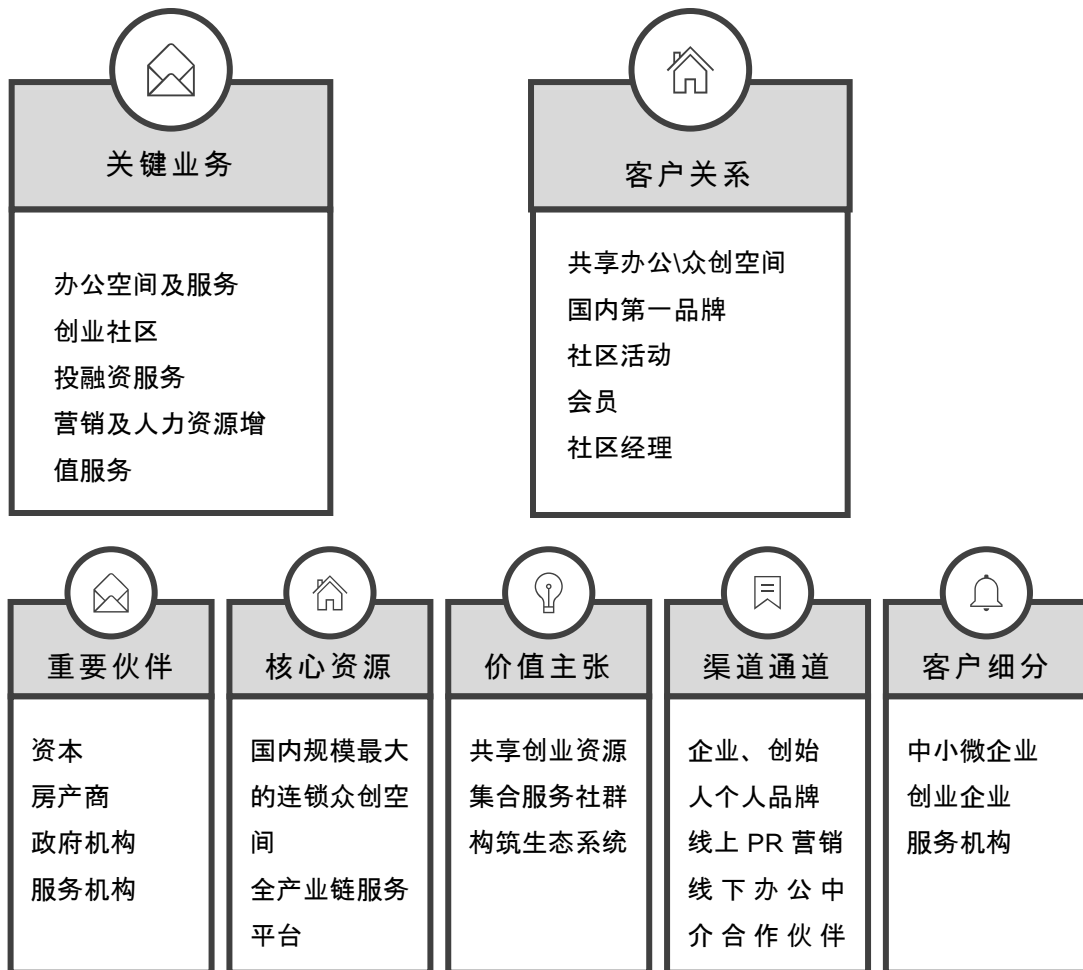 关键业务
办公空间及服务
创业社区
投融资服务
营销及人力资源增
值服务
客户关系
共享办公\众创空间
国内第一品牌
社区活动
会员
社区经理
重要伙伴
资本
房产商
政府机构
服务机构
核心资源
国内规模最大
的连锁众创空
间
全产业链服务
平台
价值主张
共享创业资源
集合服务社群
构筑生态系统
渠道通道
企业、创始
人个人品牌
线上 PR 营销
线下办公中
介合作伙伴
客户细分
中小微企业
创业企业
服务机构